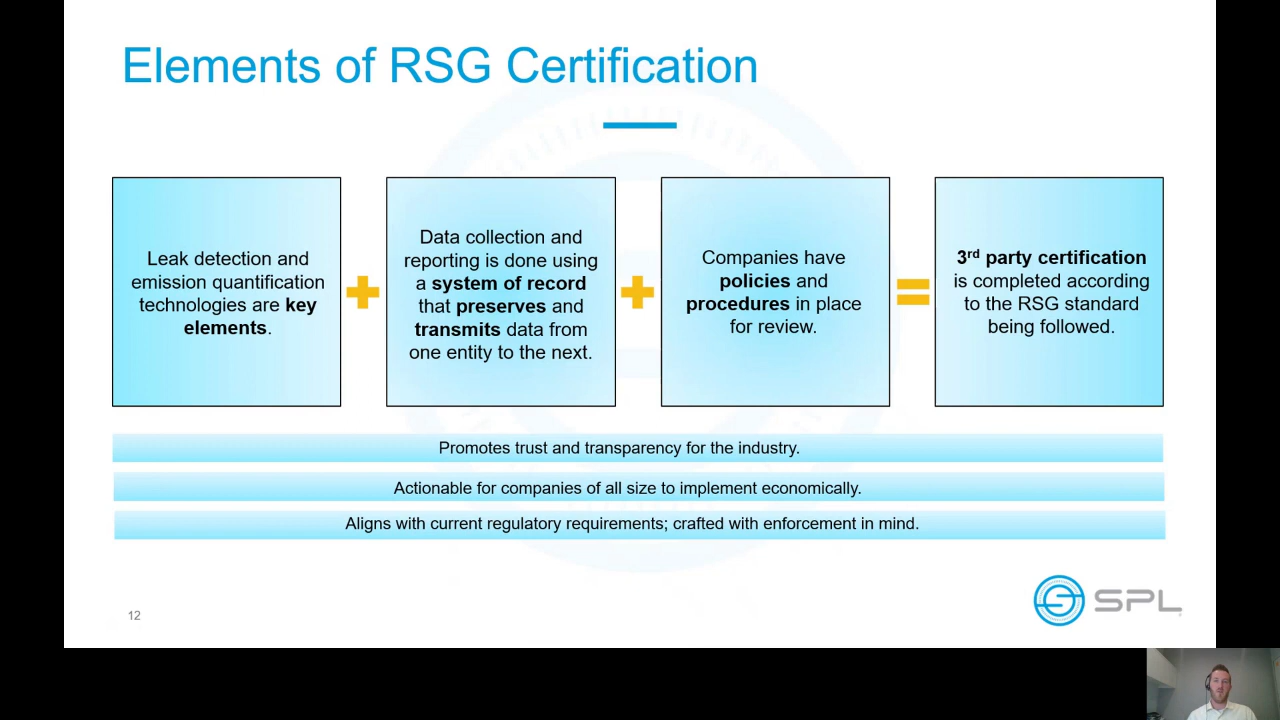 Elements of RSG Certification
Leak detection and
emission quantification
technologies are key
elements.
Data collection and
reporting is done using
a system of record
that preserves and
transmits data from
one entity to the next.
Companies have
policies and
procedures in place
for review.
3rd party certification
is completed according
to the RSG standard
being followed.
Promotes trust and transparency for the industry.
Actionable for companies of all size to implement economically.
Aligns with current regulatory requirements; crafted with enforcement in mind.
12
SPL